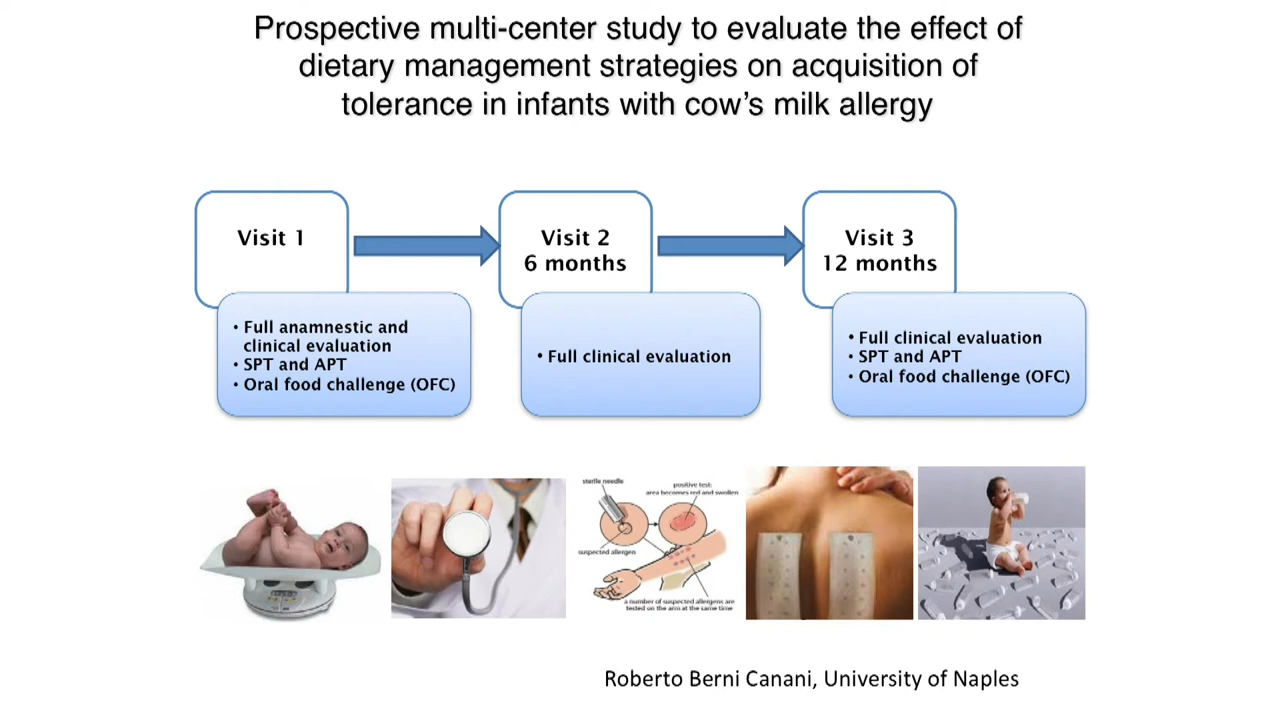 Prospective multi-center study to evaluate the effect of
dietary management strategies on acquisition of
tolerance in infants with cow's milk allergy
Visit 1
Visit 2
6 months
Visit 3
12 months
• Full anamnestic and
clinical evaluation
• SPT and APT
• Oral food challenge (OFC)
• Full clinical evaluation
• Full clinical evaluation
• SPT and APT
• Oral food challenge (OFC)
sterile needle
positive test:
area becomes red and swollen
suspected allergen
a number of suspected allergens are
tested on the arm at the same time
Roberto Berni Canani, University of Naples